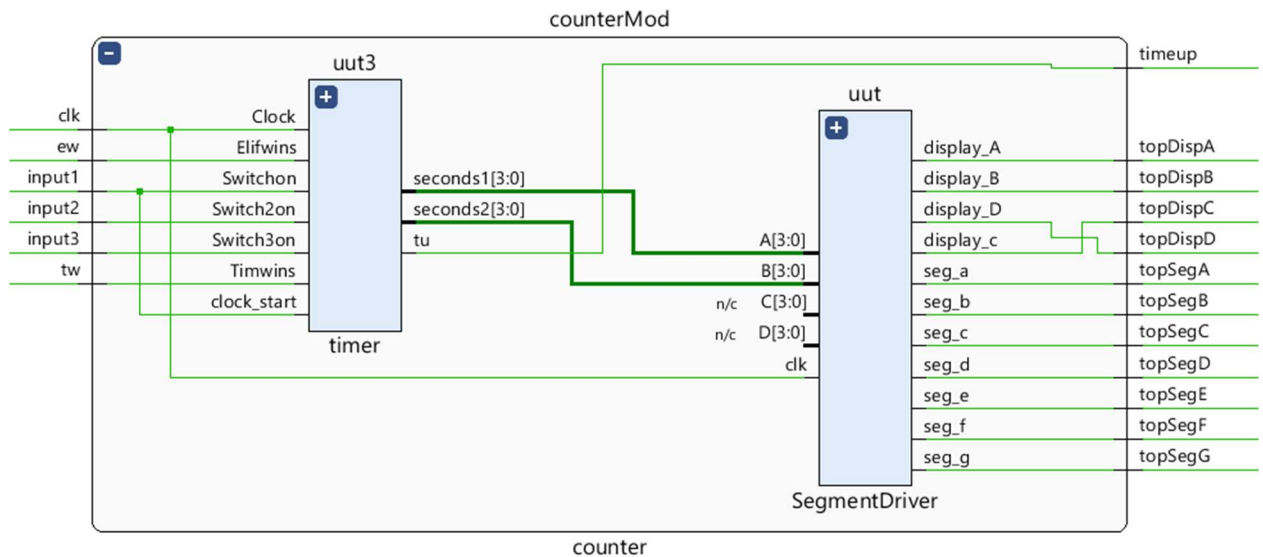 counterMod
clk
ew
input1
input2
input3
tw
uut3
Clock
Elifwins
Switchon
Switch2on
Switch3on
Timwins
clock_start
seconds1[3:0]
seconds2[3:0]
tu
timer
uut
A[3:0]
B[3:0]
n/c C[3:0]
n/c D[3:0]
clk
display_A
display_B
display_D
display_c
seg_a
seg_b
seg_c
seg_d
seg_e
seg_f
seg_g
SegmentDriver
timeup
topDispA
topDispB
topDispC
topDispD
topSegA
topSegB
topSegC
topSegD
topSegE
topSegF
topSegG
counter